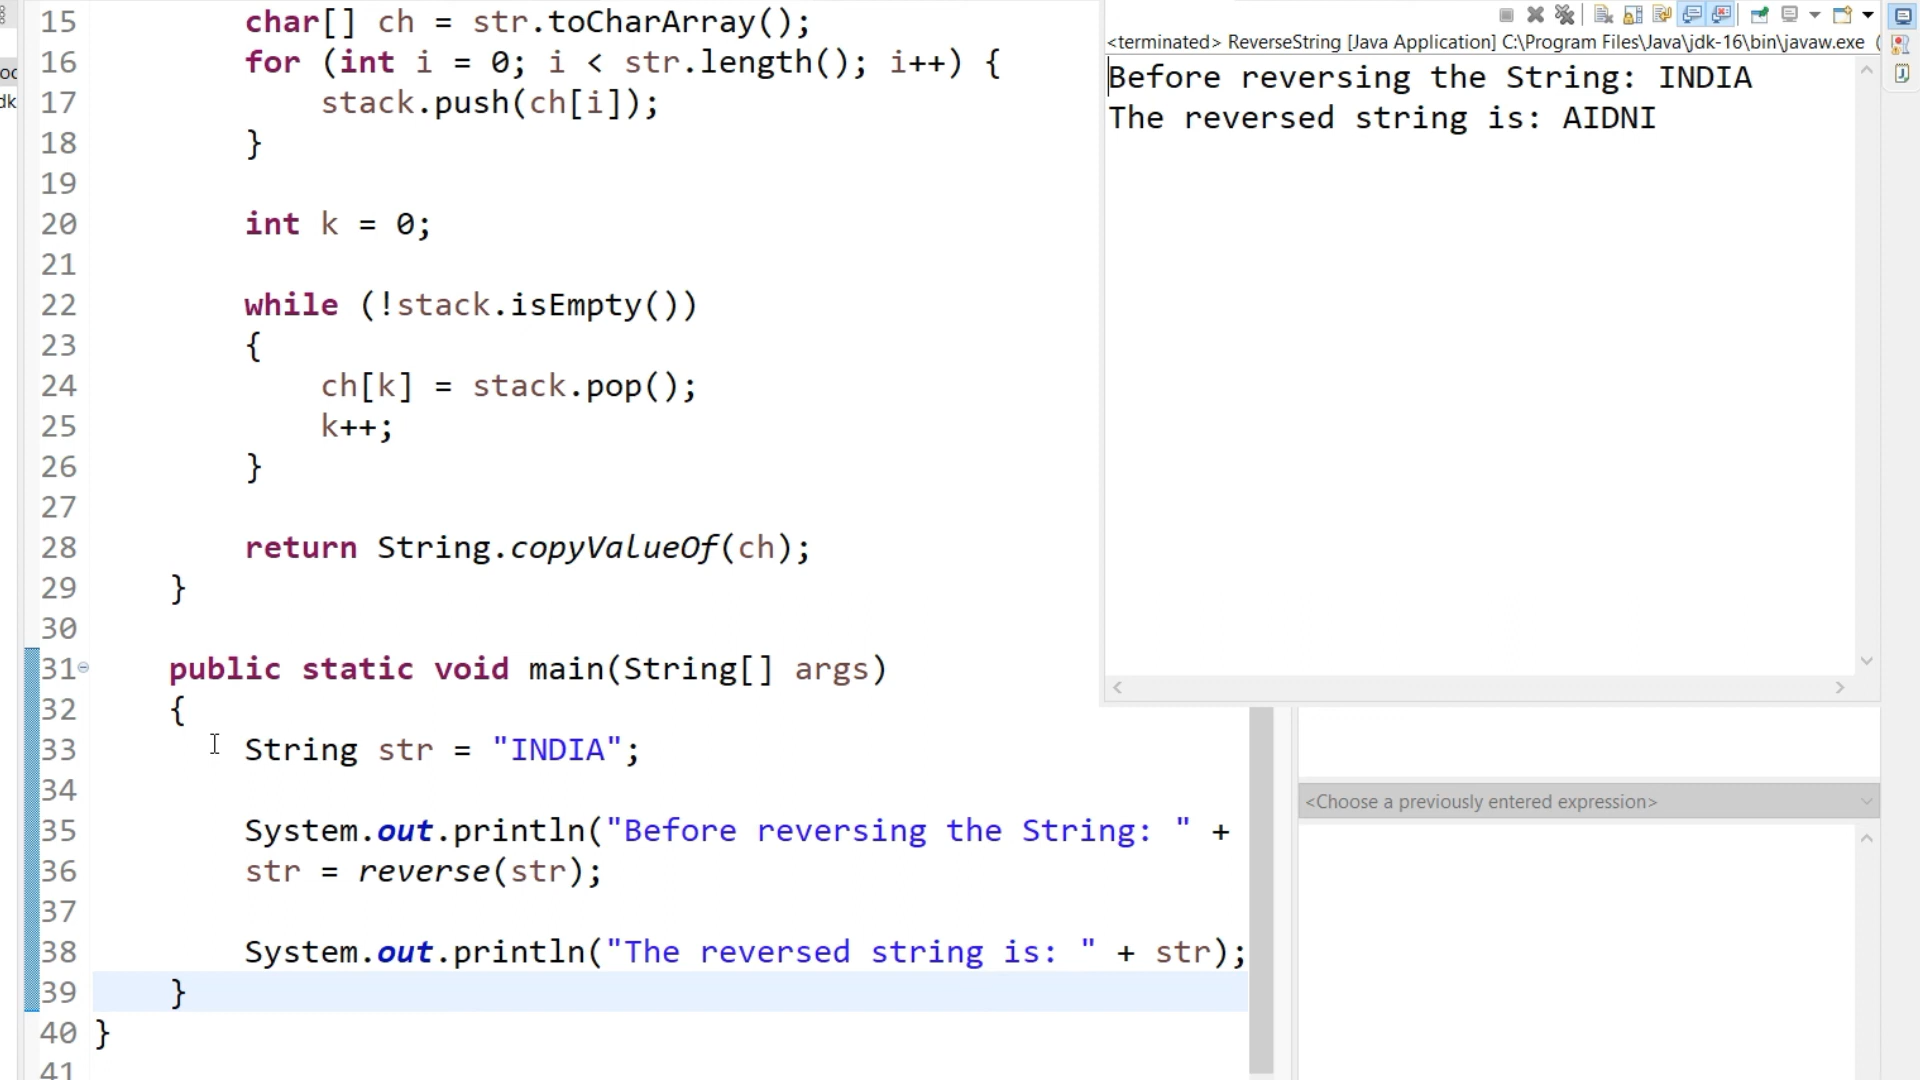 15 char[] ch = str.toCharArray();
16 for (int i = 0; i < str.length(); i++) {
17 stack.push(ch[i]);
18 }
19
20 int k = 0;
21
22 while (!stack.isEmpty())
23 {
24 ch[k] = stack.pop();
25 k++;
26 }
27
28 return String.copyValueOf(ch);
29 }
30
31 public static void main(String[] args)
32 {
33 String str = "INDIA";
34
35 System.out.println("Before reversing the String: " +
36 str = reverse(str);
37
38 System.out.println("The reversed string is: " + str);
39 }
40 }
41
<terminated> ReverseString [Java Application] C:\Program Files\Java\jdk-16\bin\javaw.exe (
Before reversing the String: INDIA
The reversed string is: AIDNI
<Choose a previously entered expression>